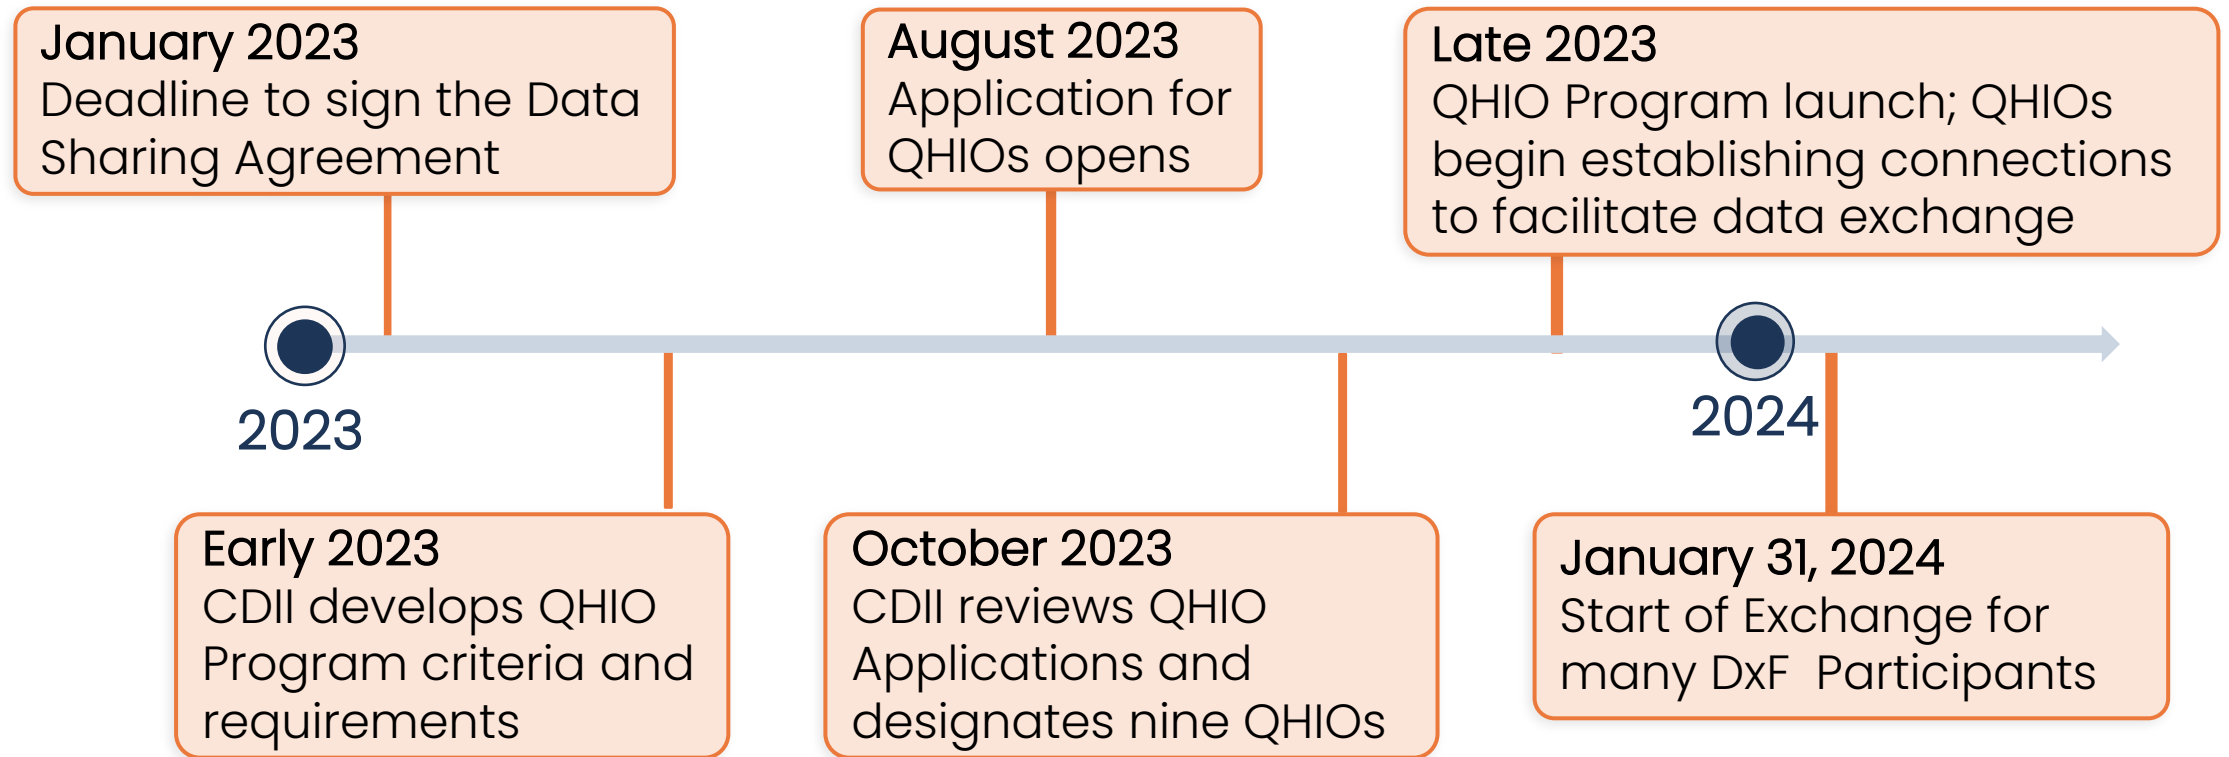 January 2023
Deadline to sign the Data
Sharing Agreement
August 2023
Application for
QHIOs opens
Late 2023
QHIO Program launch; QHIOs
begin establishing connections
to facilitate data exchange
2023
2024
Early 2023
CDII develops QHIO
Program criteria and
requirements
October 2023
CDII reviews QHIO
Applications and
designates nine QHIOs
January 31, 2024
Start of Exchange for
many DxF  Participants